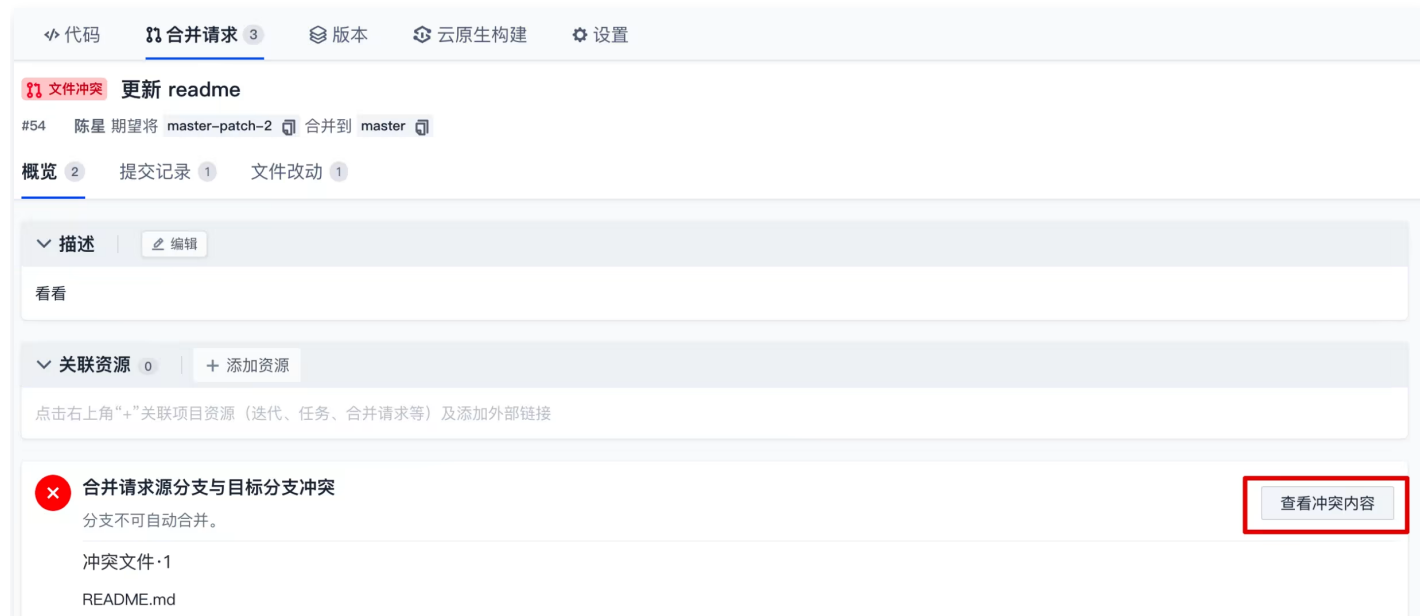 代码 合并请求 3 版本 云原生构建 设置
文件冲突 更新 readme
#54 陈星 期望将 master-patch-2 合并到 master
概览 2 提交记录 1 文件改动 1
描述 编辑
看看
关联资源 0 + 添加资源
点击右上角“+”关联项目资源（迭代、任务、合并请求等）及添加外部链接
合并请求源分支与目标分支冲突
查看冲突内容
分支不可自动合并。
冲突文件·1
README.md